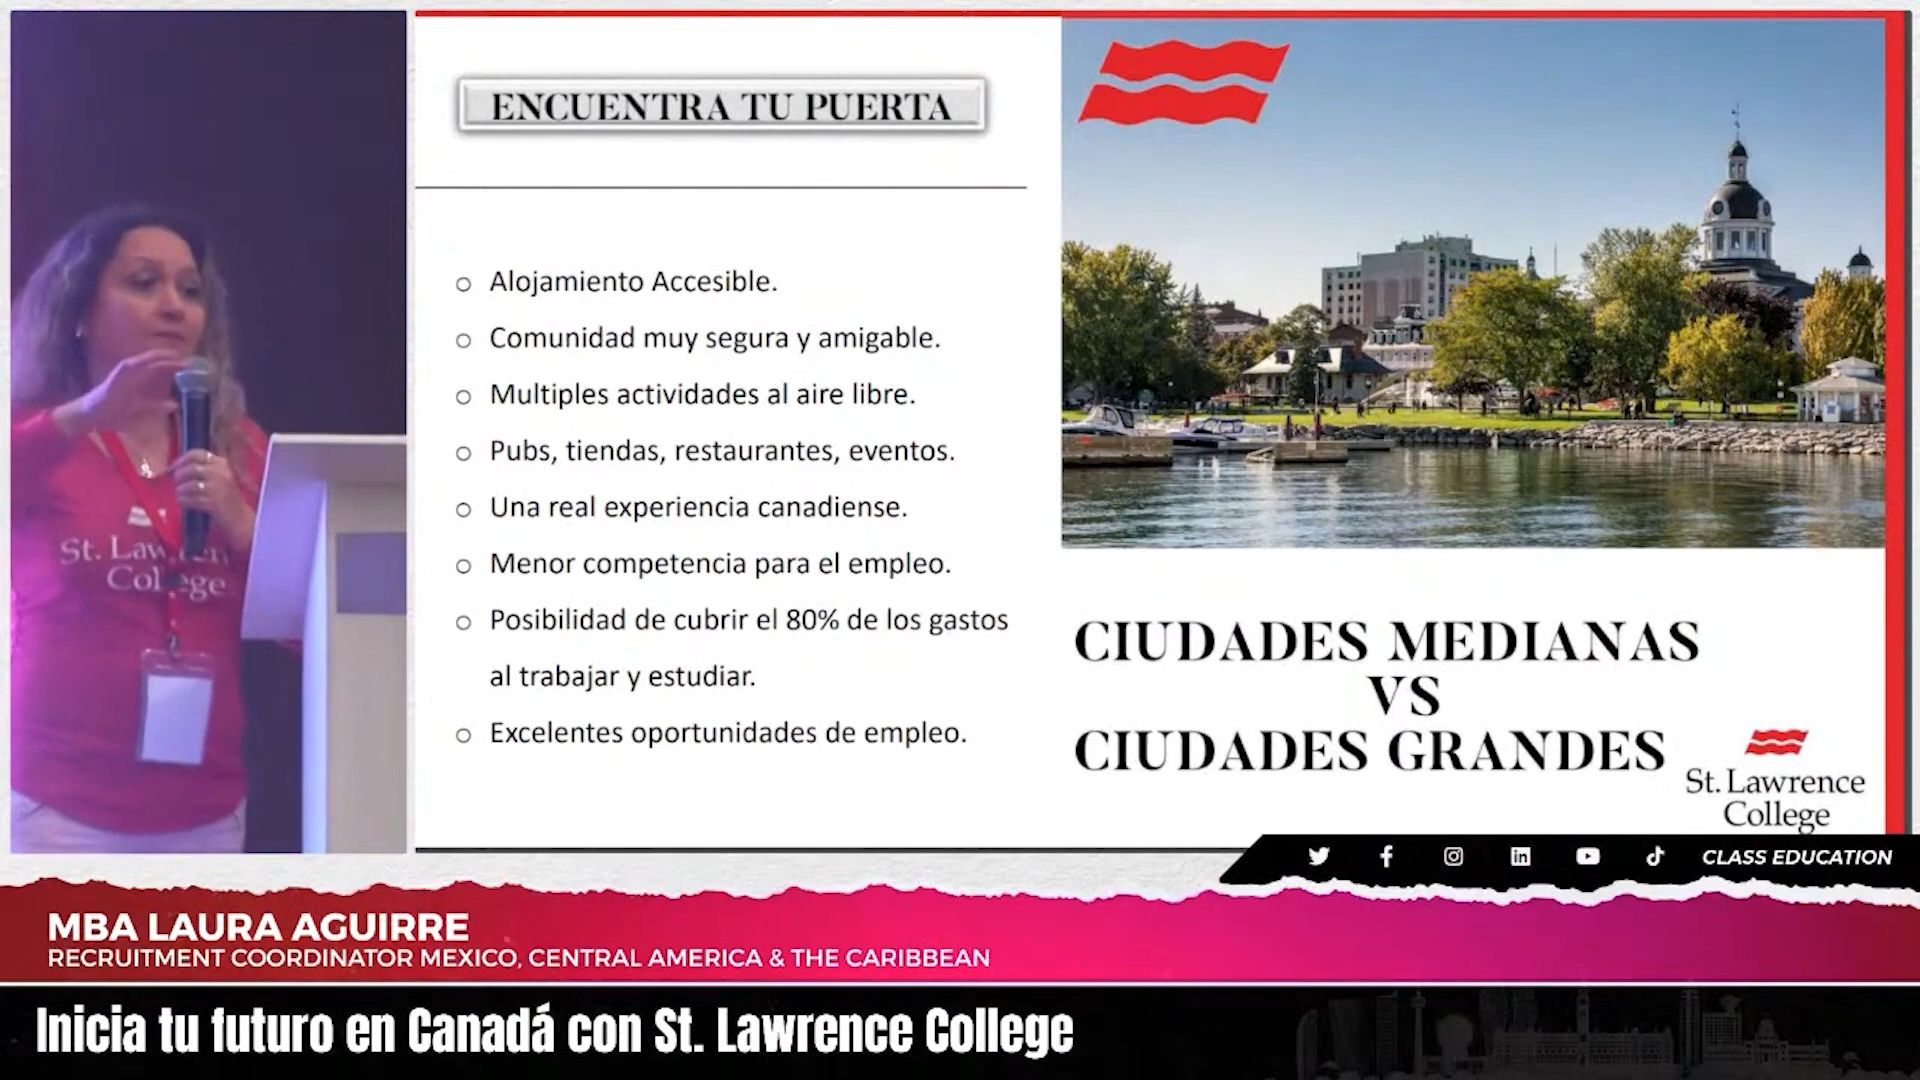 ENCUENTRA TU PUERTA
Alojamiento Accesible.
Comunidad muy segura y amigable.
Multiples actividades al aire libre.
Pubs, tiendas, restaurantes, eventos.
Una real experiencia canadiense.
Menor competencia para el empleo.
Posibilidad de cubrir el 80% de los gastos
al trabajar y estudiar.
Excelentes oportunidades de empleo.
CIUDADES MEDIANAS
VS
CIUDADES GRANDES
St. Lawrence
College
St. Lawren
College
CLASS EDUCATION
MBA LAURA AGUIRRE
RECRUITMENT COORDINATOR MEXICO, CENTRAL AMERICA & THE CARIBBEAN
Inicia tu futuro en Canadá con St. Lawrence College